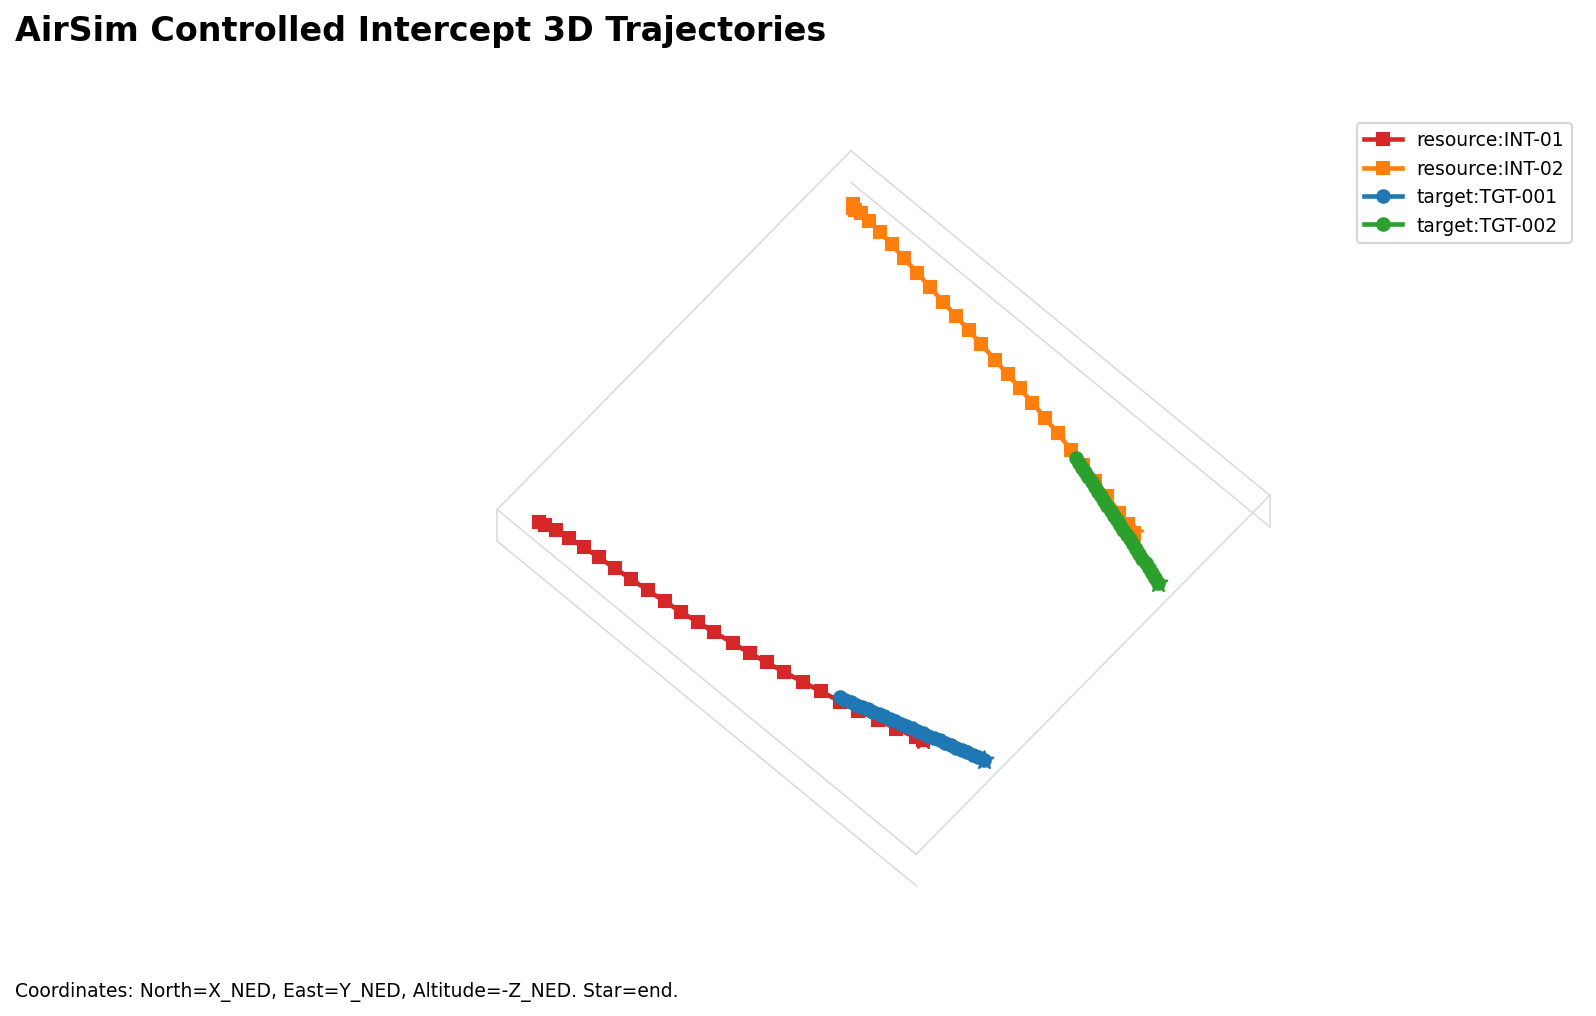 AirSim Controlled Intercept 3D Trajectories
resource:INT-01
resource:INT-02
target:TGT-001
target:TGT-002
Coordinates: North=X_NED, East=Y_NED, Altitude=-Z_NED. Star=end.